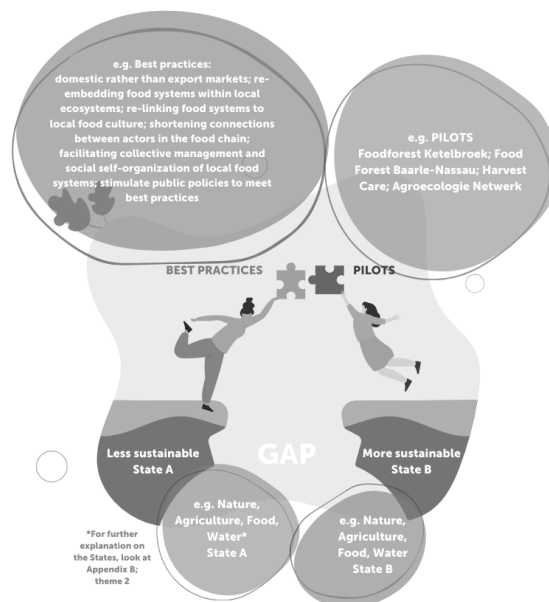 e.g. Best practices:
domestic rather than export markets; re-
embedding food systems within local
ecosystems; re-linking food systems to
local food culture; shortening connections
between actors in the food chain;
facilitating collective management and
social self-organization of local food
systems; stimulate public policies to meet
best practices
e.g. PILOTS
Foodforest Ketelbroek; Food
Forest Baarle-Nassau; Harvest
Care; Agroecologie Netwerk
BEST PRACTICES
PILOTS
Less sustainable
State A
GAP
More sustainable
State B
e.g. Nature,
Agriculture, Food,
Water*
State A
e.g. Nature,
Agriculture,
Food, Water
State B
*For further
explanation on
the States, look at
Appendix B;
theme 2